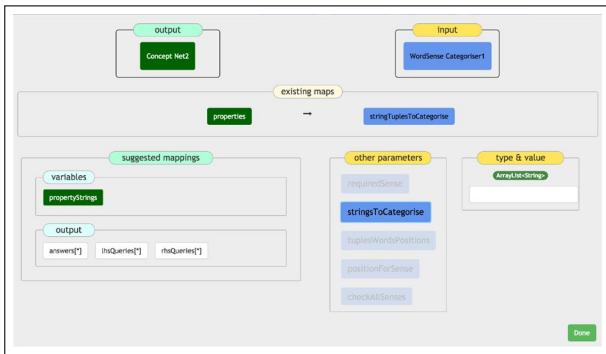 output
input
Concept Net2
WordSense Categoriser1
existing maps
properties → stringTuplesToCategorise
suggested mappings
variables
propertyStrings
output
answers[*] lhsQueries[*] rhsQueries[*]
other parameters
requiredSense
stringsToCategorise
tuplesWordsPositions
positionForSense
checkAllSenses
type & value
ArrayList<String>
Done